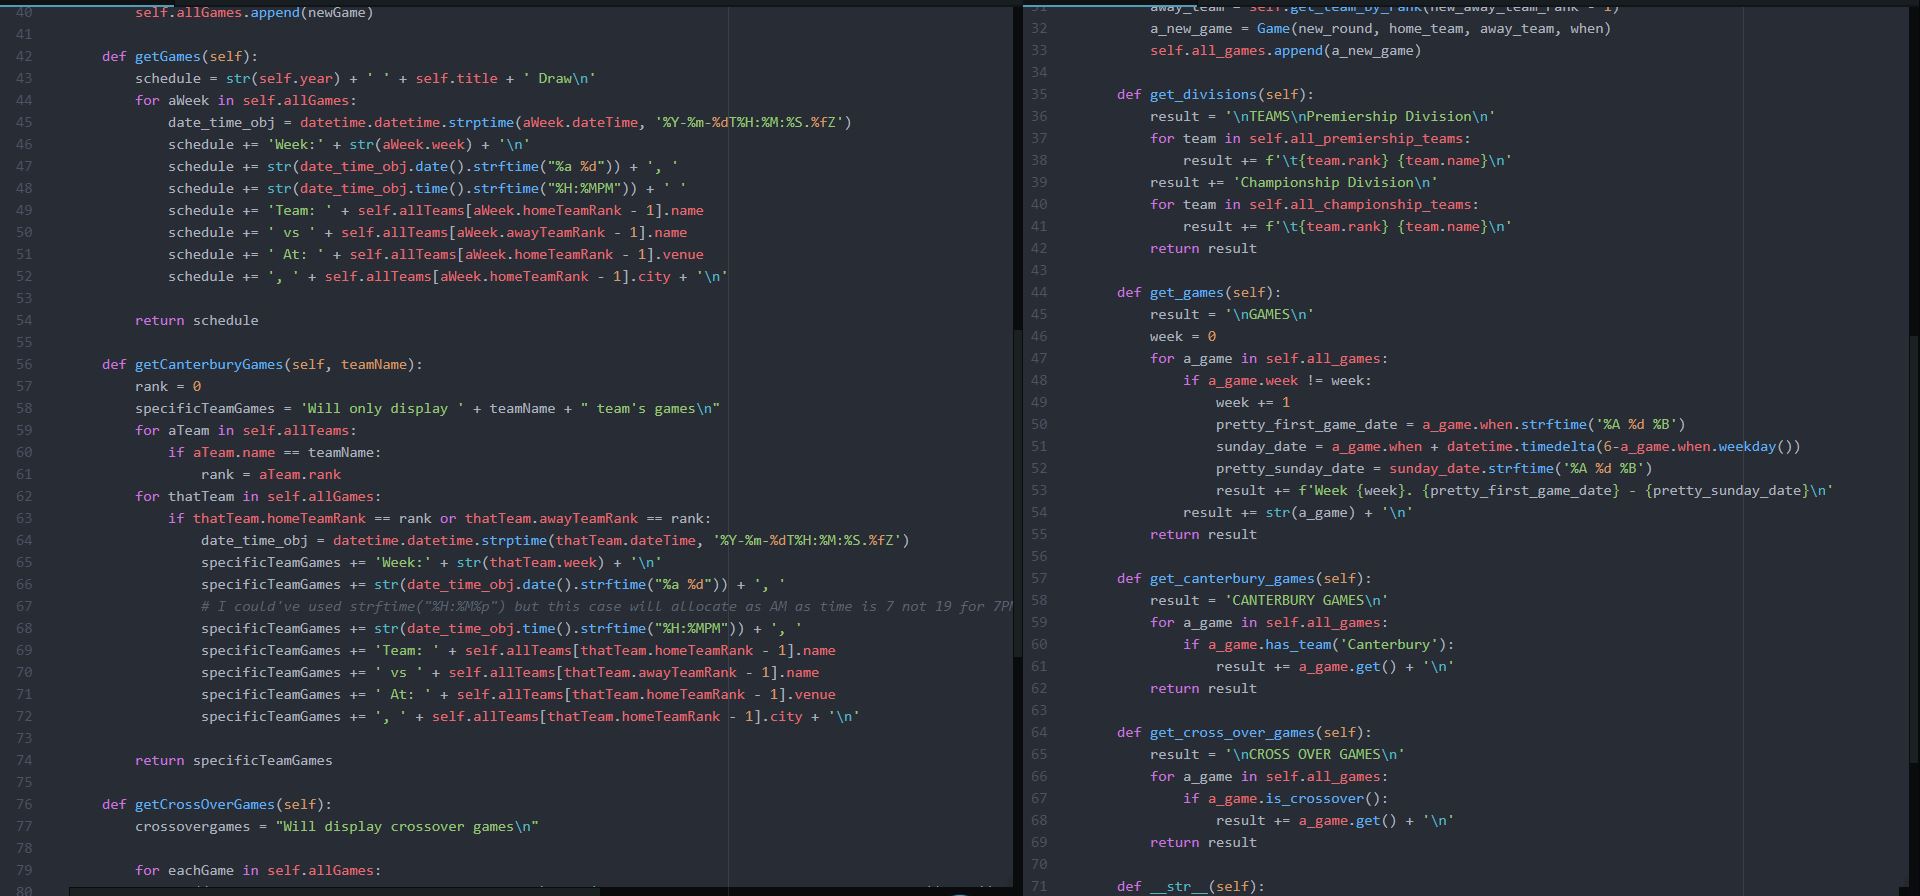 40 self.allGames.append(newGame)
41
42 def getGames(self):
43 schedule = str(self.year) + ' ' + self.title + ' Draw\n'
44 for aWeek in self.allGames:
45 date_time_obj = datetime.datetime.strptime(aWeek.dateTime, '%Y-%m-%dT%H:%M:%S.%fZ')
46 schedule += 'Week:' + str(aWeek.week) + '\n'
47 schedule += str(date_time_obj.date().strftime("%a %d")) + ', '
48 schedule += str(date_time_obj.time().strftime("%H:%MPM")) + ' '
49 schedule += 'Team: ' + self.allTeams[aWeek.homeTeamRank - 1].name
50 schedule += ' vs ' + self.allTeams[aWeek.awayTeamRank - 1].name
51 schedule += ' At: ' + self.allTeams[aWeek.homeTeamRank - 1].venue
52 schedule += ', ' + self.allTeams[aWeek.homeTeamRank - 1].city + '\n'
53
54 return schedule
55
56 def getCanterburyGames(self, teamName):
57 rank = 0
58 specificTeamGames = 'Will only display ' + teamName + " team's games\n"
59 for aTeam in self.allTeams:
60 if aTeam.name == teamName:
61 rank = aTeam.rank
62 for thatTeam in self.allGames:
63 if thatTeam.homeTeamRank == rank or thatTeam.awayTeamRank == rank:
64 date_time_obj = datetime.datetime.strptime(thatTeam.dateTime, '%Y-%m-%dT%H:%M:%S.%fZ')
65 specificTeamGames += 'Week:' + str(thatTeam.week) + '\n'
66 specificTeamGames += str(date_time_obj.date().strftime("%a %d")) + ', '
67 # I could've used strftime("%H:%M%p") but this case will allocate as AM as time is 7 not 19 for 7P
68 specificTeamGames += str(date_time_obj.time().strftime("%H:%MPM")) + ', '
69 specificTeamGames += 'Team: ' + self.allTeams[thatTeam.homeTeamRank - 1].name
70 specificTeamGames += ' vs ' + self.allTeams[thatTeam.awayTeamRank - 1].name
71 specificTeamGames += ' At: ' + self.allTeams[thatTeam.homeTeamRank - 1].venue
72 specificTeamGames += ', ' + self.allTeams[thatTeam.homeTeamRank - 1].city + '\n'
73
74 return specificTeamGames
75
76 def getCrossOverGames(self):
77 crossovergames = "Will display crossover games\n"
78
79 for eachGame in self.allGames:
80
31 away_team = self.get_team_by_rank(new_away_team_rank - 1)
32 a_new_game = Game(new_round, home_team, away_team, when)
33 self.all_games.append(a_new_game)
34
35 def get_divisions(self):
36 result = '\nTEAMS\nPremiership Division\n'
37 for team in self.all_premiership_teams:
38 result += f'\t{team.rank} {team.name}\n'
39 result += 'Championship Division\n'
40 for team in self.all_championship_teams:
41 result += f'\t{team.rank} {team.name}\n'
42 return result
43
44 def get_games(self):
45 result = '\nGAMES\n'
46 week = 0
47 for a_game in self.all_games:
48 if a_game.week != week:
49 week += 1
50 pretty_first_game_date = a_game.when.strftime('%A %d %B')
51 sunday_date = a_game.when + datetime.timedelta(6-a_game.when.weekday())
52 pretty_sunday_date = sunday_date.strftime('%A %d %B')
53 result += f'Week {week}. {pretty_first_game_date} - {pretty_sunday_date}\n'
54 result += str(a_game) + '\n'
55 return result
56
57 def get_canterbury_games(self):
58 result = 'CANTERBURY GAMES\n'
59 for a_game in self.all_games:
60 if a_game.has_team('Canterbury'):
61 result += a_game.get() + '\n'
62 return result
63
64 def get_cross_over_games(self):
65 result = '\nCROSS OVER GAMES\n'
66 for a_game in self.all_games:
67 if a_game.is_crossover():
68 result += a_game.get() + '\n'
69 return result
70
71 def __str__(self):